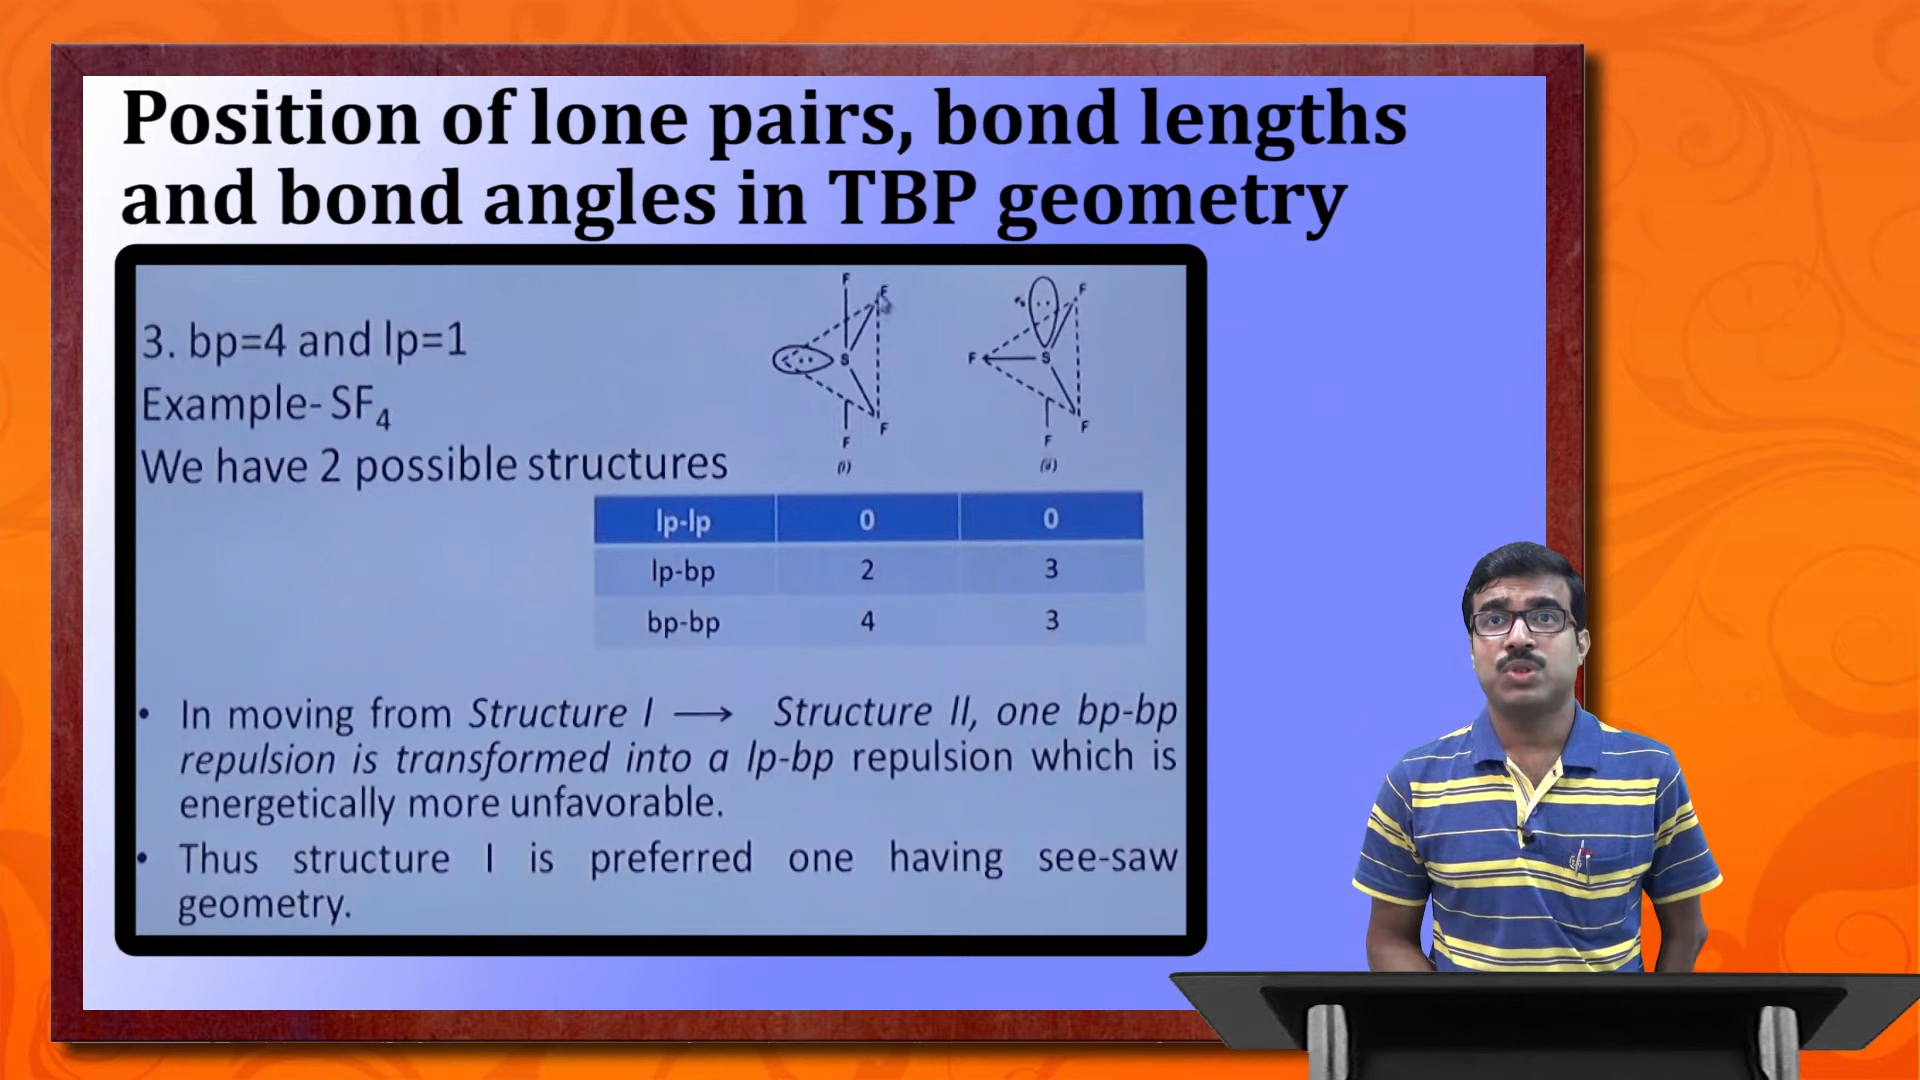 Position of lone pairs, bond lengths
and bond angles in TBP geometry
3. bp=4 and lp=1
Example- SF₄
We have 2 possible structures
F
F
S
F
F
(I)
F
F
S
F
F
lp-lp 0 0
lp-bp 2 3
bp-bp 4 3
• In moving from Structure I ⟶ Structure II, one bp-bp
repulsion is transformed into a lp-bp repulsion which is
energetically more unfavorable.
• Thus structure I is preferred one having see-saw
geometry.